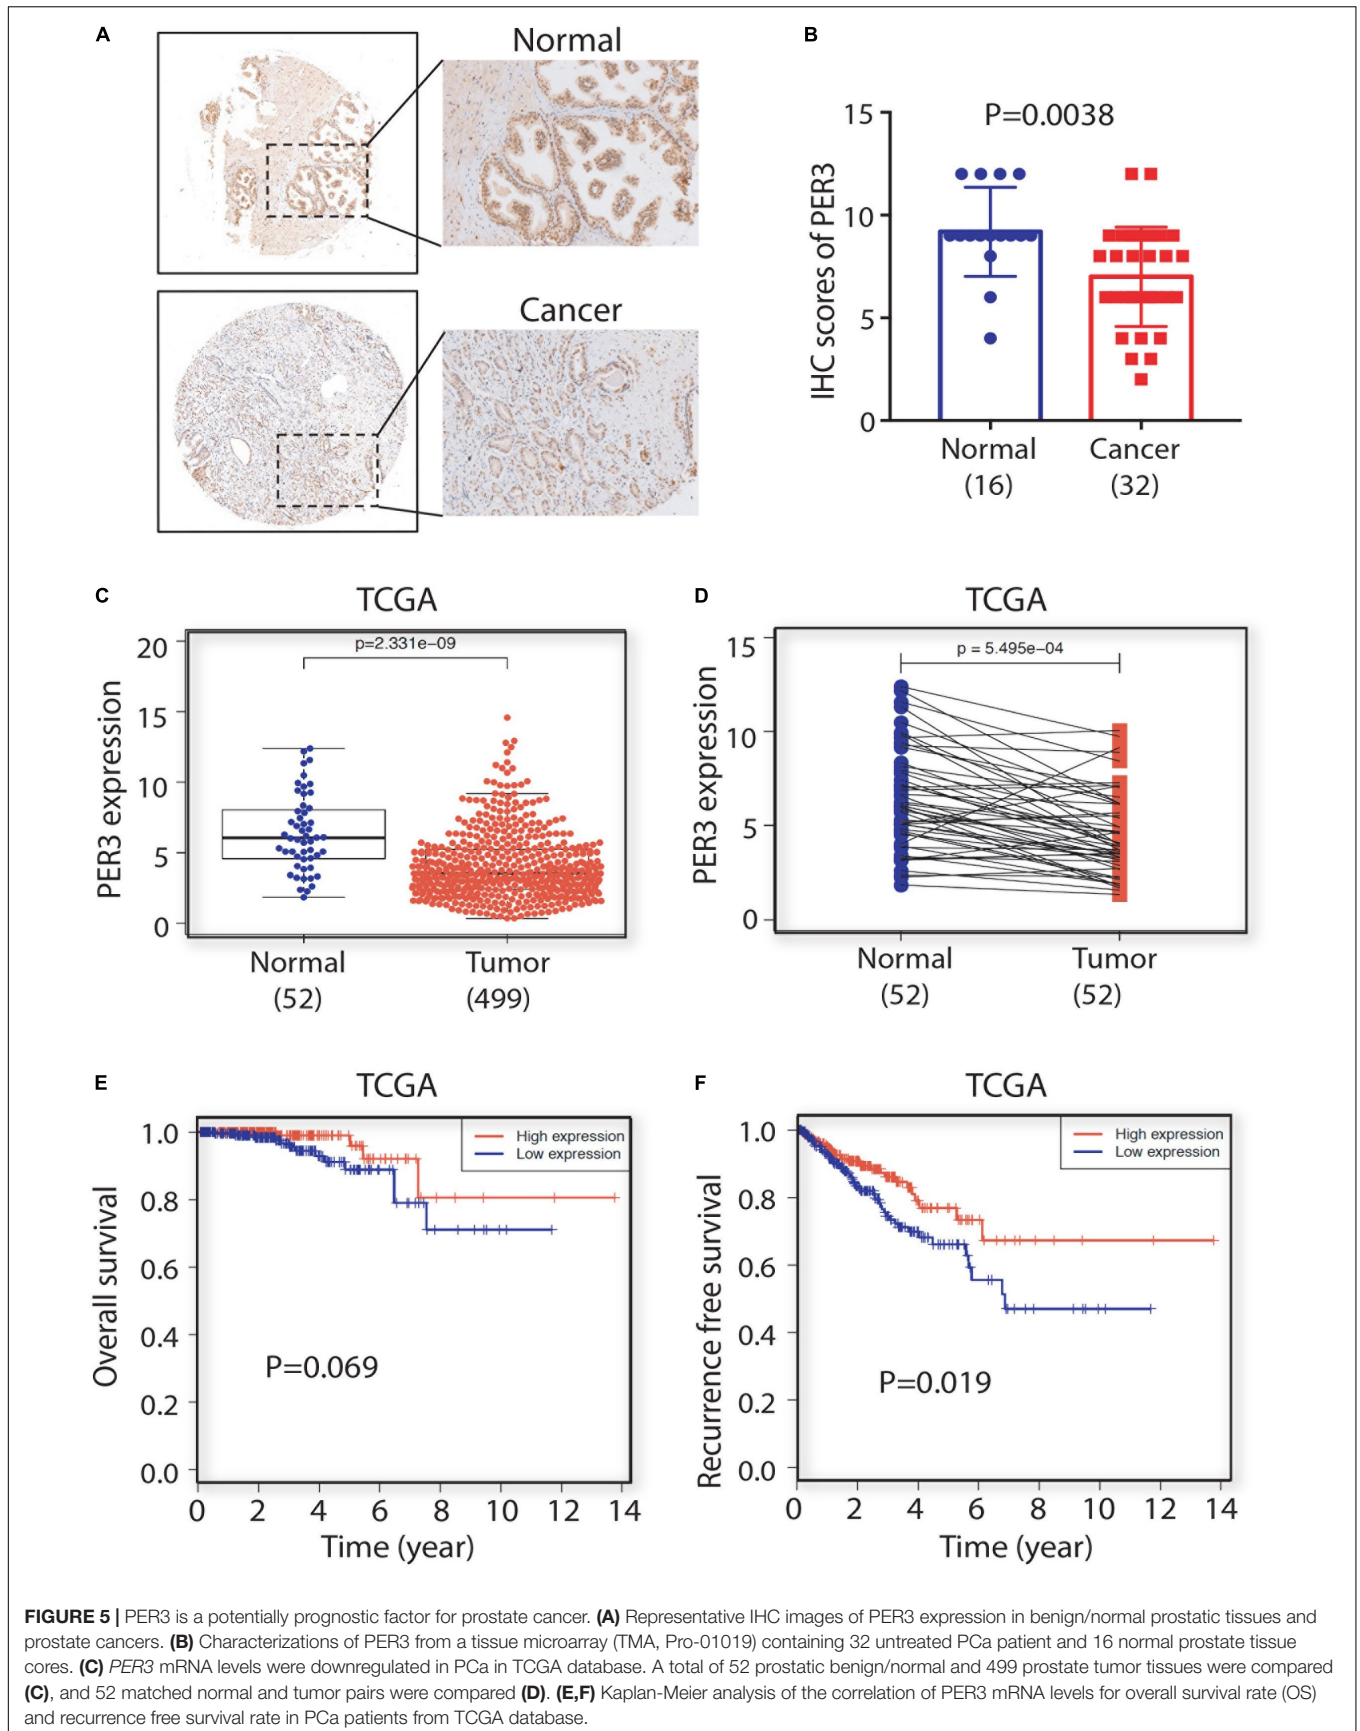 A
Normal
Cancer
B
P=0.0038
15
10
5
0
IHC scores of PER3
Normal
(16)
Cancer
(32)
C
TCGA
p=2.331e−09
20
15
10
5
0
PER3 expression
Normal
(52)
Tumor
(499)
D
TCGA
p = 5.495e−04
15
10
5
0
PER3 expression
Normal
(52)
Tumor
(52)
E
TCGA
High expression
Low expression
1.0
0.8
0.6
0.4
0.2
0.0
Overall survival
P=0.069
0 2 4 6 8 10 12 14
Time (year)
F
TCGA
High expression
Low expression
1.0
0.8
0.6
0.4
0.2
0.0
Recurrence free survival
P=0.019
0 2 4 6 8 10 12 14
Time (year)
FIGURE 5 | PER3 is a potentially prognostic factor for prostate cancer. (A) Representative IHC images of PER3 expression in benign/normal prostatic tissues and
prostate cancers. (B) Characterizations of PER3 from a tissue microarray (TMA, Pro-01019) containing 32 untreated PCa patient and 16 normal prostate tissue
cores. (C) PER3 mRNA levels were downregulated in PCa in TCGA database. A total of 52 prostatic benign/normal and 499 prostate tumor tissues were compared
(C), and 52 matched normal and tumor pairs were compared (D). (E,F) Kaplan-Meier analysis of the correlation of PER3 mRNA levels for overall survival rate (OS)
and recurrence free survival rate in PCa patients from TCGA database.